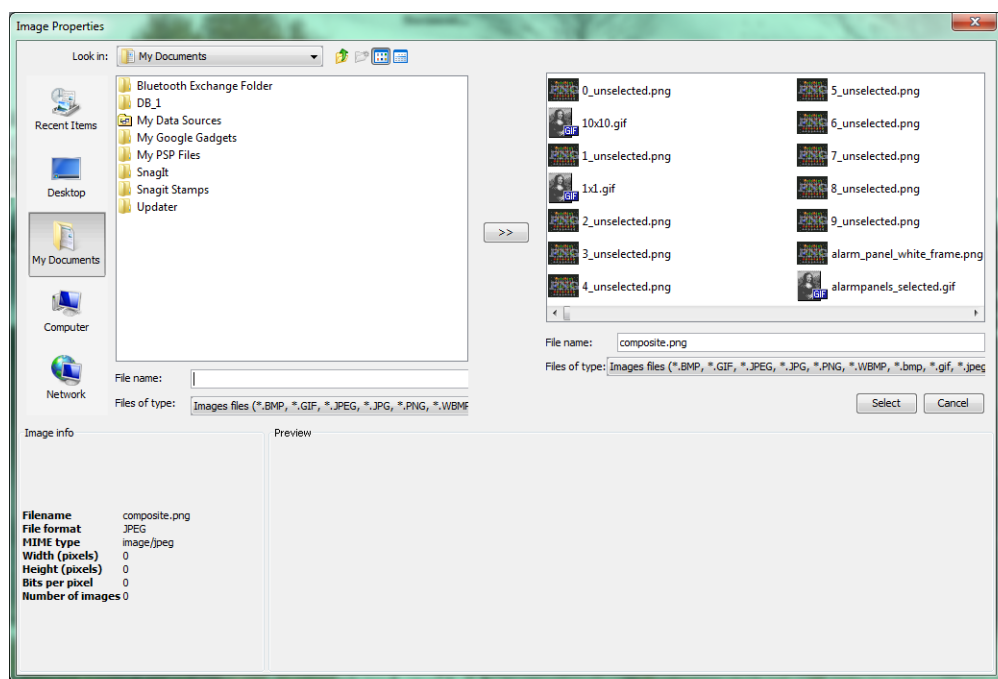 Image Properties
Look in:
My Documents
Recent Items
Desktop
My Documents
Computer
Network
Bluetooth Exchange Folder
DB_1
My Data Sources
My Google Gadgets
My PSP Files
SnagIt
Snagit Stamps
Updater
File name:
Files of type: Images files (*.BMP, *.GIF, *.JPEG, *.JPG, *.PNG, *.WBMP
>>
0_unselected.png
10x10.gif
1_unselected.png
1x1.gif
2_unselected.png
3_unselected.png
4_unselected.png
5_unselected.png
6_unselected.png
7_unselected.png
8_unselected.png
9_unselected.png
alarm_panel_white_frame.png
alarmpanels_selected.gif
File name: composite.png
Files of type: Images files (*.BMP, *.GIF, *.JPEG, *.JPG, *.PNG, *.WBMP, *.bmp, *.gif, *.jpeg
Select Cancel
Image info
Filename composite.png
File format JPEG
MIME type image/jpeg
Width (pixels) 0
Height (pixels) 0
Bits per pixel 0
Number of images 0
Preview